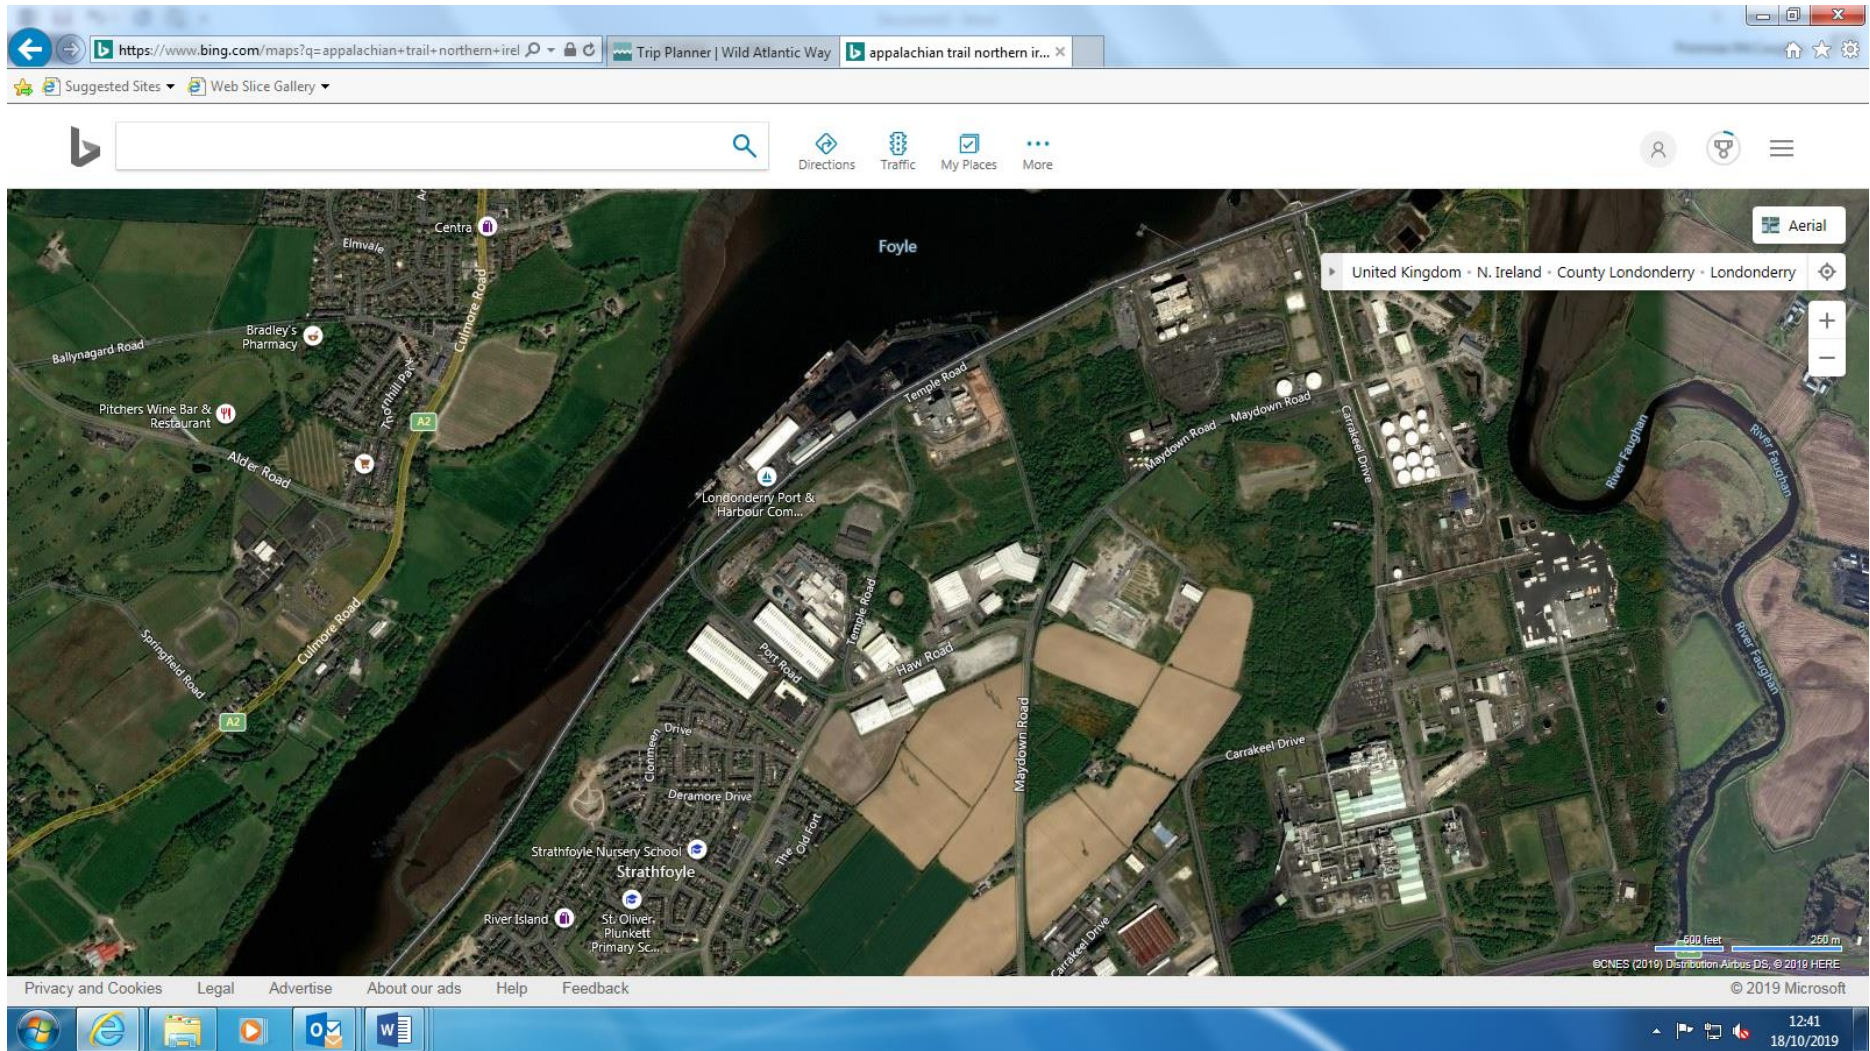 https://www.bing.com/maps?q=appalachian+trail+northern+irel
Trip Planner | Wild Atlantic Way
appalachian trail northern ir...
Suggested Sites
Web Slice Gallery
Directions
Traffic
My Places
More
Aerial
United Kingdom · N. Ireland · County Londonderry · Londonderry
Foyle
Centra
Elmvale
Culmore Road
Bradley's
Pharmacy
Ballynagard Road
Thornhill Park
Pitchers Wine Bar &
Restaurant
A2
Alder Road
Temple Road
Maydown Road
Maydown Road
Carrakeel Drive
River Faughan
River Faughan
Londonderry Port &
Harbour Com...
Temple Road
Culmore Road
Springfield Road
Port Road
Haw Road
River Faughan
A2
Clonmeen Drive
Maydown Road
Carrakeel Drive
Deramore Drive
The Old Fort
Strathfoyle Nursery School
Strathfoyle
River Island
St. Oliver
Plunkett
Primary Sc...
Carrakeel Drive
500 feet
250 m
©CNES (2019) Distribution Airbus DS, © 2019 HERE
Privacy and Cookies
Legal
Advertise
About our ads
Help
Feedback
© 2019 Microsoft
12:41
18/10/2019